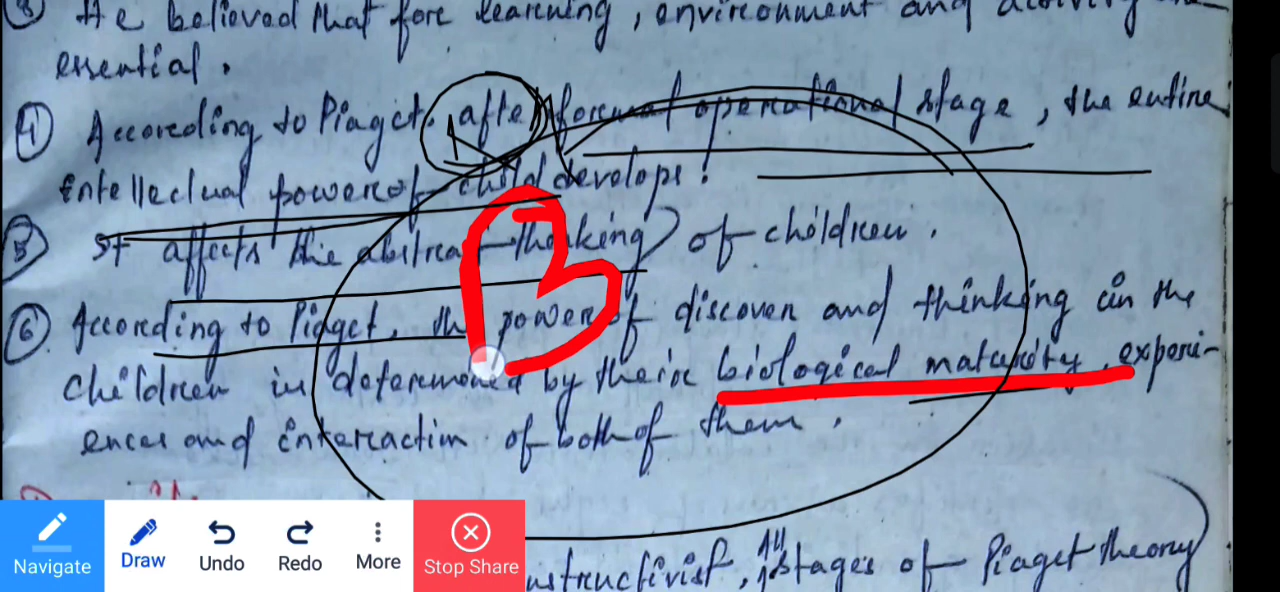 ③ He believed that fore learning, environment and activity are
essential.
④ According to Piaget, after formal operational stage, the entire
intellectual power of child develops!
⑤ It affects the abstract thinking of children.
⑥ According to Piaget, the power of discover and thinking in the
children is determined by their biological maturity, experi-
ences and interaction of both of them.
B
Navigate
Draw
Undo
Redo
More
Stop Share
stages of Piaget theory